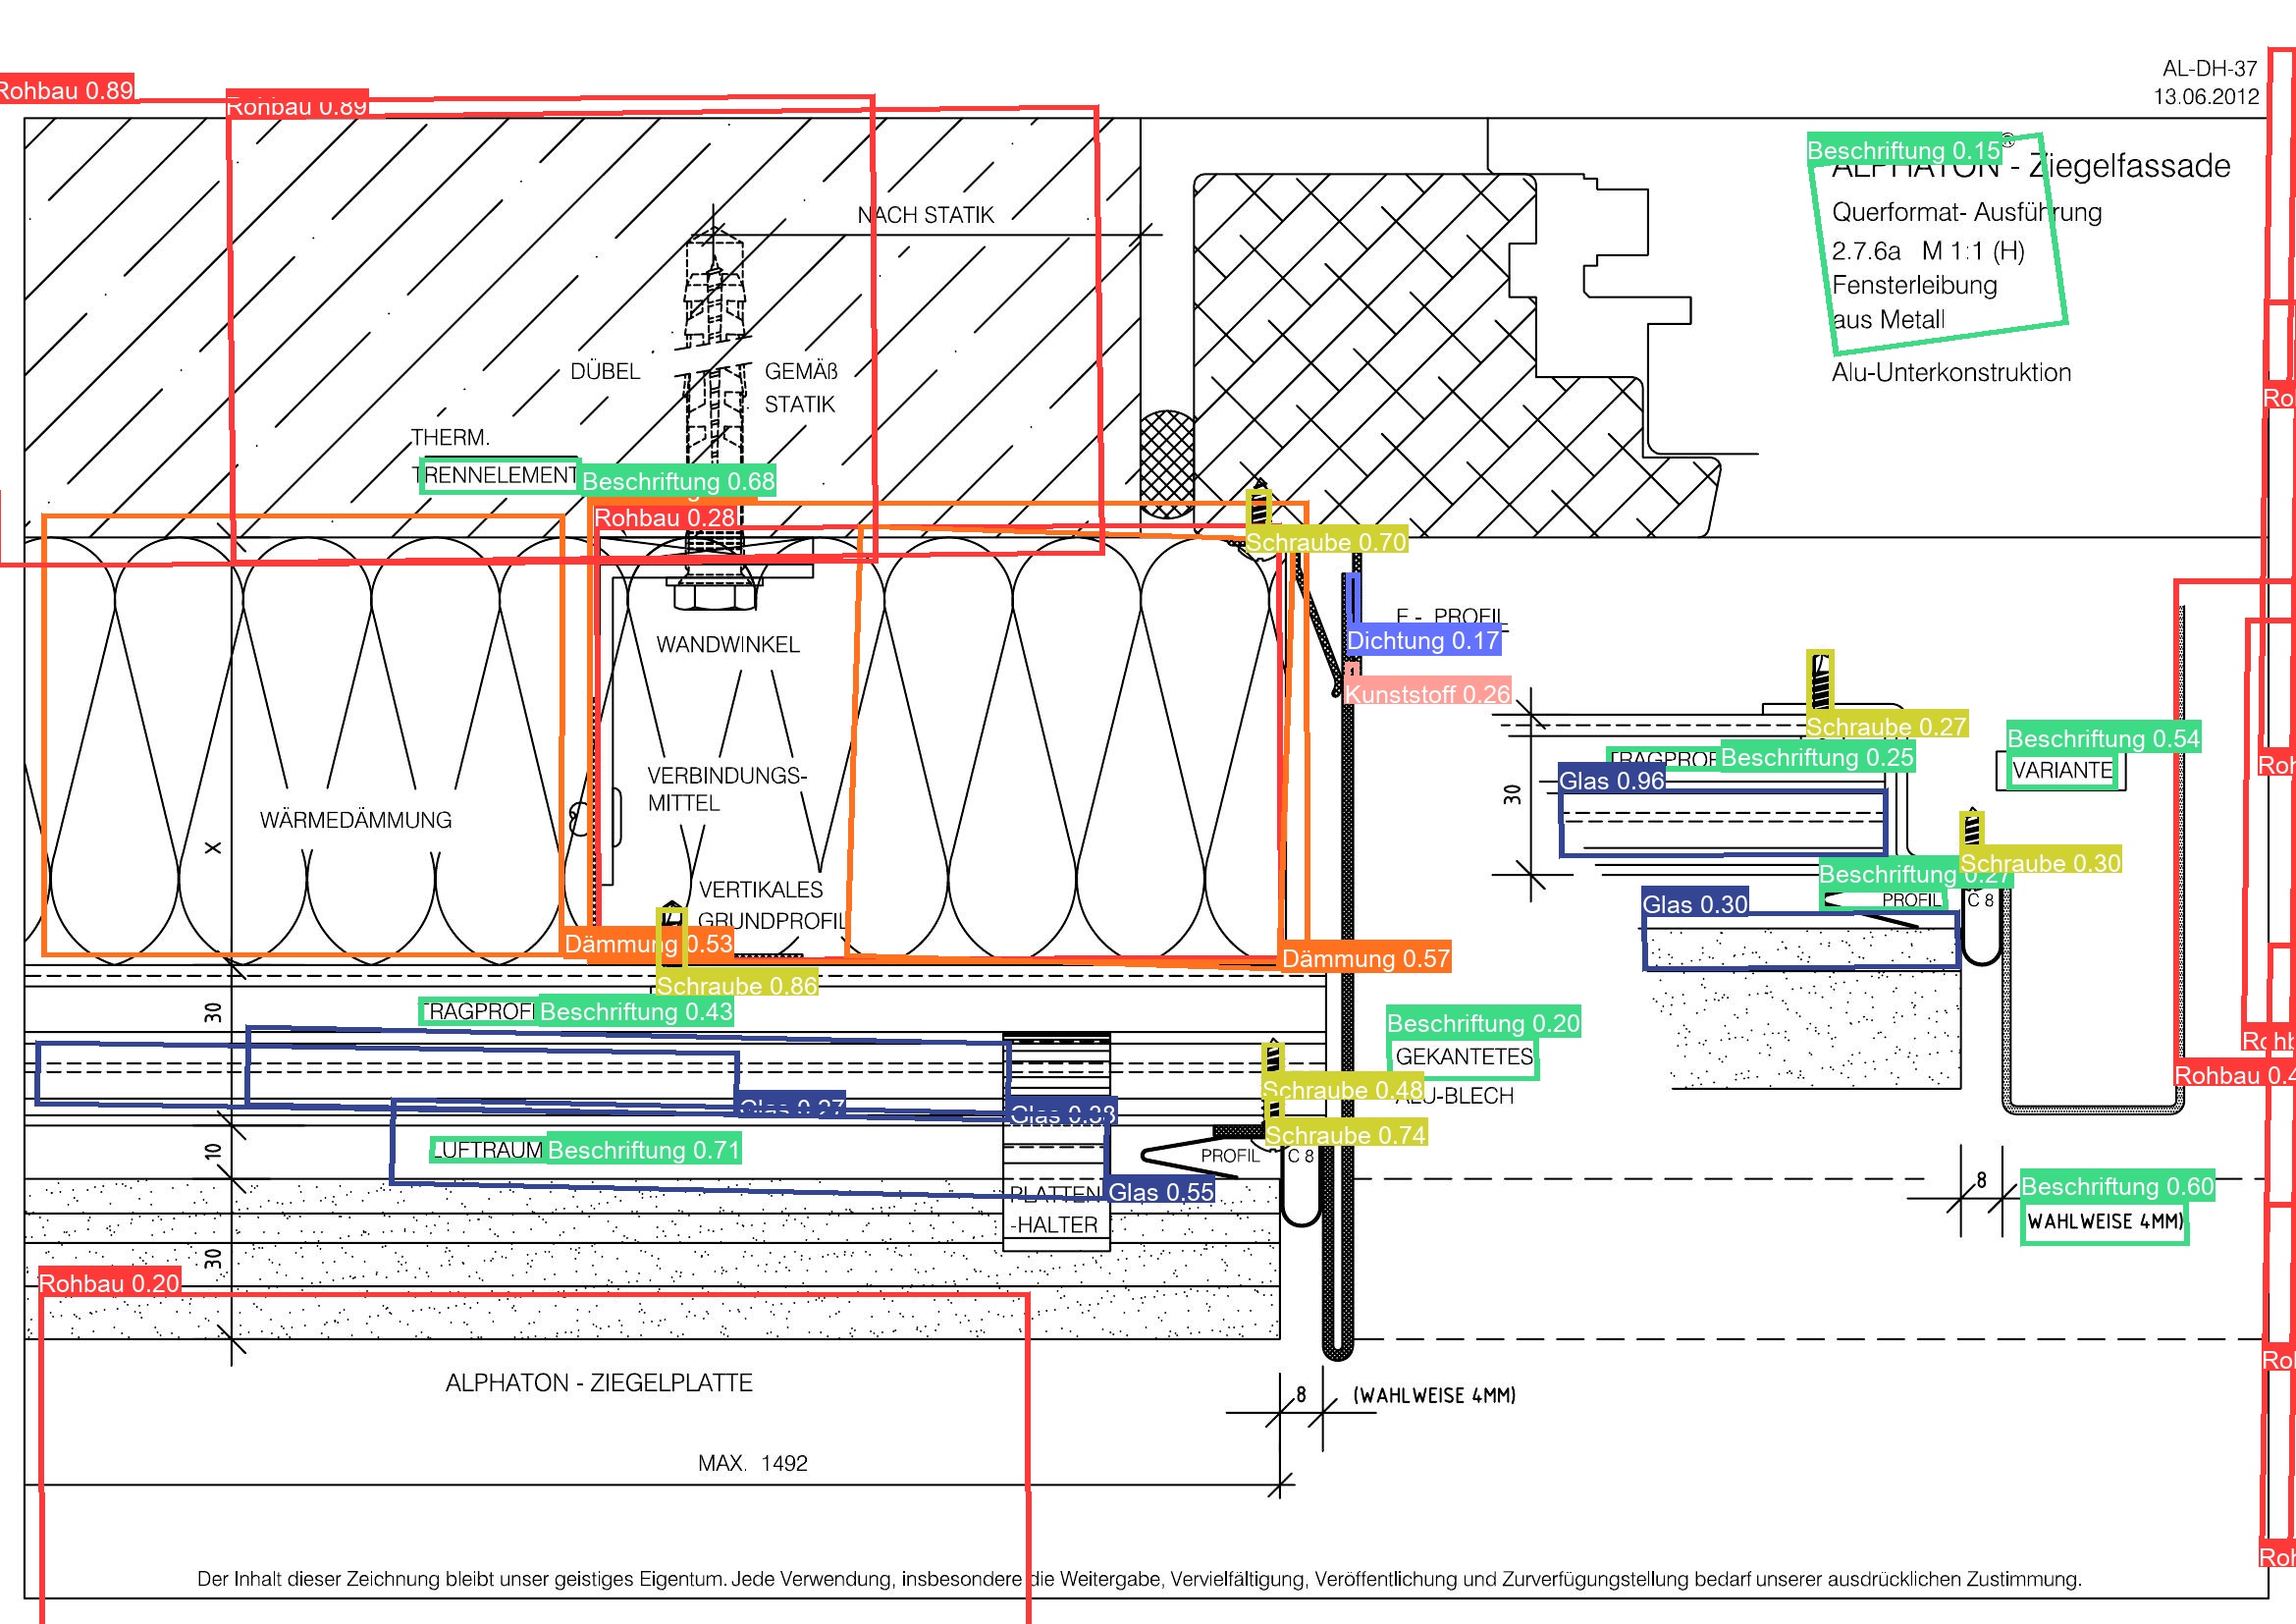 AL-DH-37
13.06.2012
Rohbau 0.89
Rohbau 0.89
Beschriftung 0.15
ALPHATON® - Ziegelfassade
Querformat- Ausführung
2.7.6a M 1:1 (H)
Fensterleibung
aus Metall
Alu-Unterkonstruktion
NACH STATIK
DÜBEL
GEMÄß
STATIK
THERM.
TRENNELEMENT
Beschriftung 0.68
Rohbau 0.28
Schraube 0.70
WANDWINKEL
F - PROFIL
Dichtung 0.17
Kunststoff 0.26
Schraube 0.27
Beschriftung 0.54
VARIANTE
Beschriftung 0.25
Glas 0.96
30
VERBINDUNGS-
MITTEL
WÄRMEDÄMMUNG
X
Schraube 0.30
Beschriftung 0.27
PROFIL
C 8
Glas 0.30
VERTIKALES
GRUNDPROFIL
Dämmung 0.53
Dämmung 0.57
Schraube 0.86
30
Beschriftung 0.43
Beschriftung 0.20
GEKANTETES
ALU-BLECH
Schraube 0.48
Glas 0.27
Glas 0.38
Schraube 0.74
10
LUFTRAUM
Beschriftung 0.71
PROFIL
C 8
Glas 0.55
PLATTEN
-HALTER
8
Beschriftung 0.60
WAHLWEISE 4MM)
30
Rohbau 0.20
ALPHATON - ZIEGELPLATTE
8
(WAHLWEISE 4MM)
MAX. 1492
Der Inhalt dieser Zeichnung bleibt unser geistiges Eigentum. Jede Verwendung, insbesondere die Weitergabe, Vervielfältigung, Veröffentlichung und Zurverfügungstellung bedarf unserer ausdrücklichen Zustimmung.